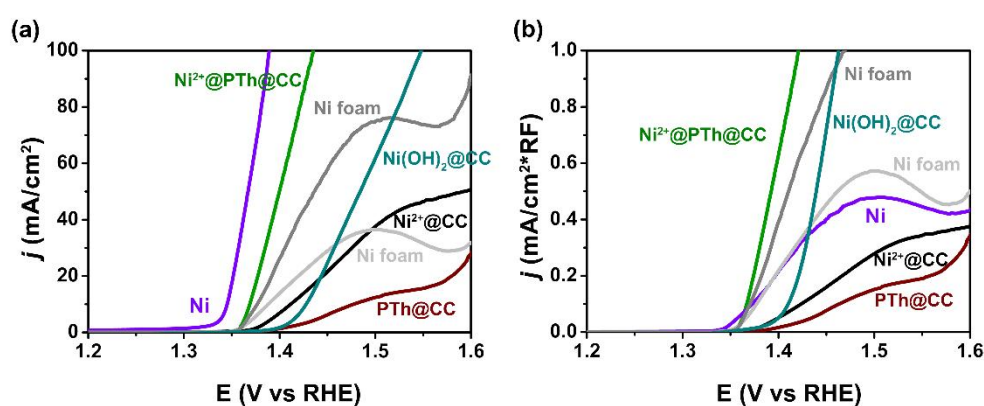 (a)
100
80
60
40
20
0
j (mA/cm²)
Ni²⁺@PTh@CC
Ni foam
Ni(OH)₂@CC
Ni²⁺@CC
Ni foam
Ni
PTh@CC
1.2 1.3 1.4 1.5 1.6
E (V vs RHE)
(b)
1.0
0.8
0.6
0.4
0.2
0.0
j (mA/cm²*RF)
Ni foam
Ni²⁺@PTh@CC
Ni(OH)₂@CC
Ni foam
Ni
Ni²⁺@CC
PTh@CC
1.2 1.3 1.4 1.5 1.6
E (V vs RHE)